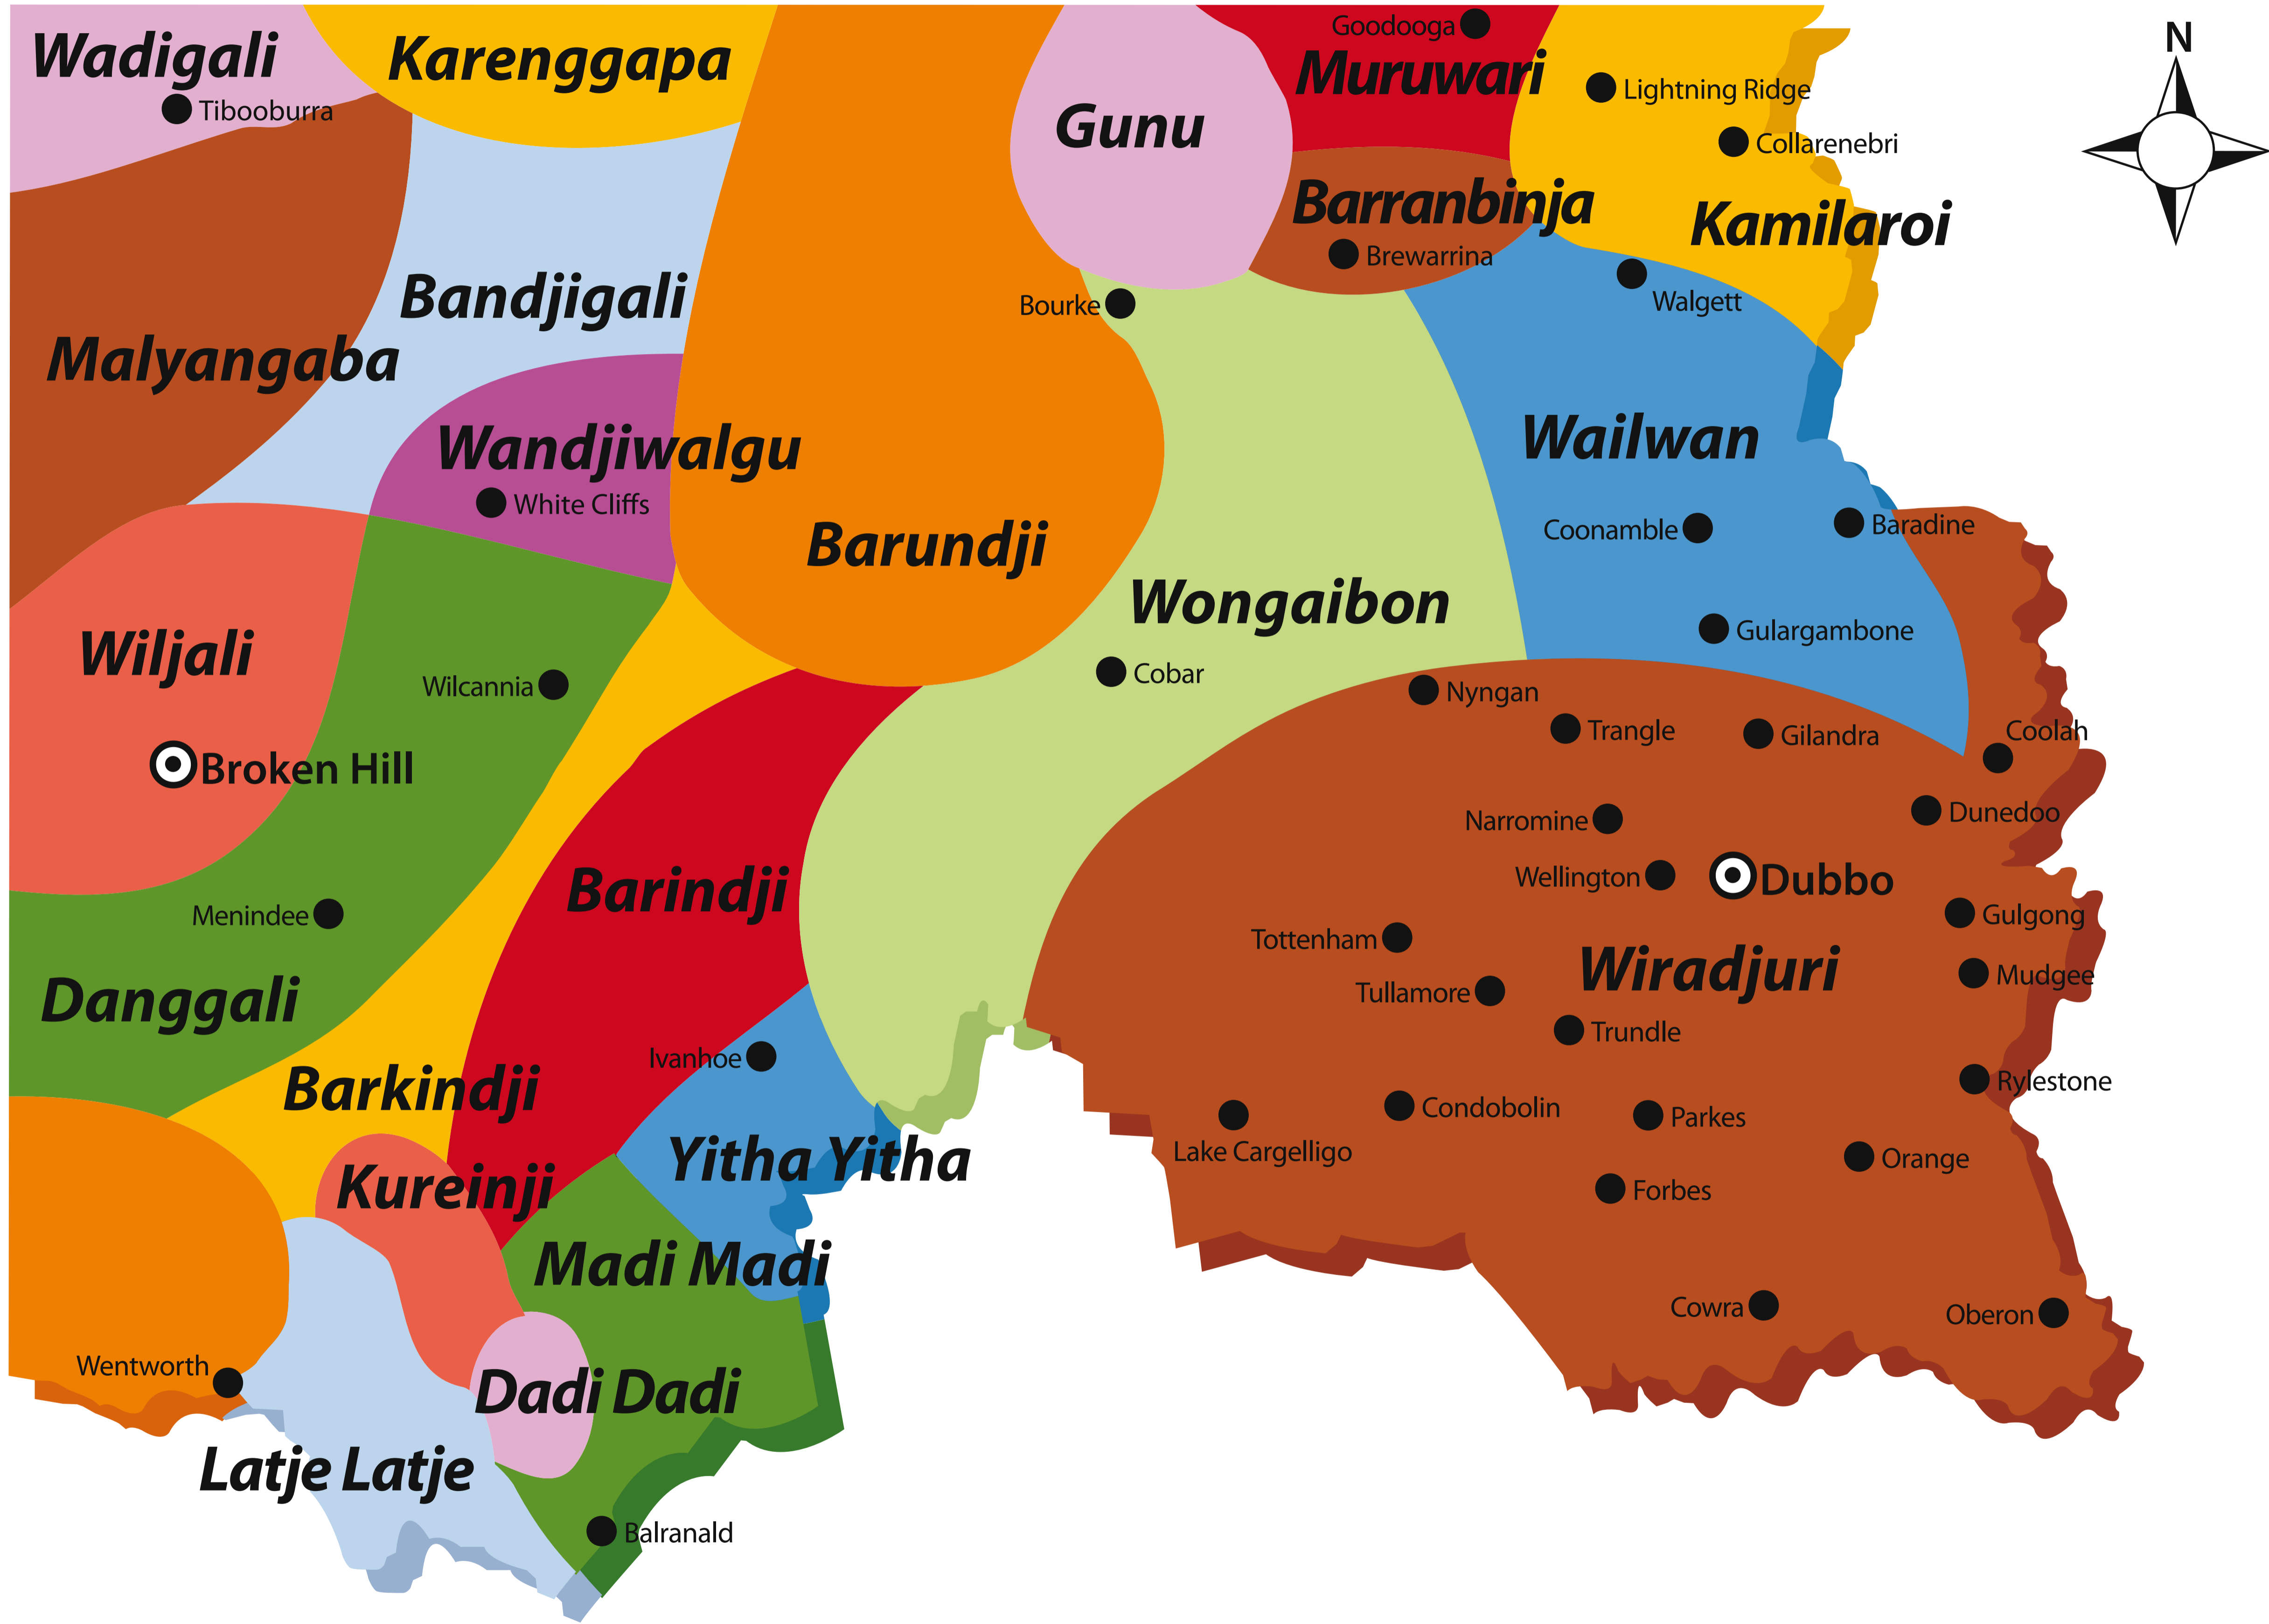 N
Goodooga
Wadigali
Karenggapa
Muruwari
Lightning Ridge
Tibooburra
Gunu
Collarenebri
Barranbinja
Kamilaroi
Brewarrina
Bandjigali
Bourke
Walgett
Malyangaba
Wandjiwalgu
Wailwan
White Cliffs
Coonamble
Baradine
Barundji
Wongaibon
Gulargambone
Wiljali
Wilcannia
Cobar
Nyngan
Trangle
Gilandra
Coolah
Broken Hill
Narromine
Dunedoo
Wellington
Dubbo
Barindji
Menindee
Gulgong
Tottenham
Wiradjuri
Mudgee
Danggali
Tullamore
Trundle
Ivanhoe
Barkindji
Rylestone
Condobolin
Parkes
Lake Cargelligo
Yitha Yitha
Orange
Kureinji
Forbes
Madi Madi
Cowra
Oberon
Wentworth
Dadi Dadi
Latje Latje
Balranald